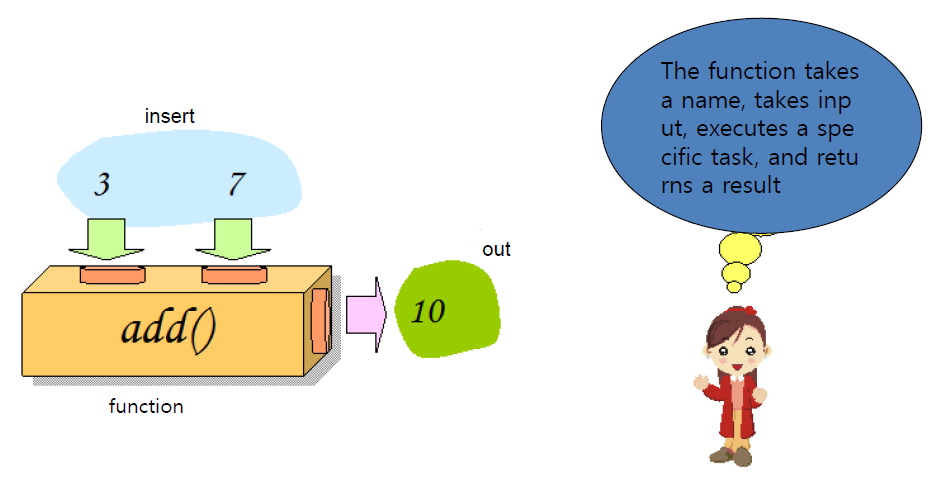 insert
3 7
add()
function
out
10
The function takes
a name, takes inp
ut, executes a spe
cific task, and retu
rns a result